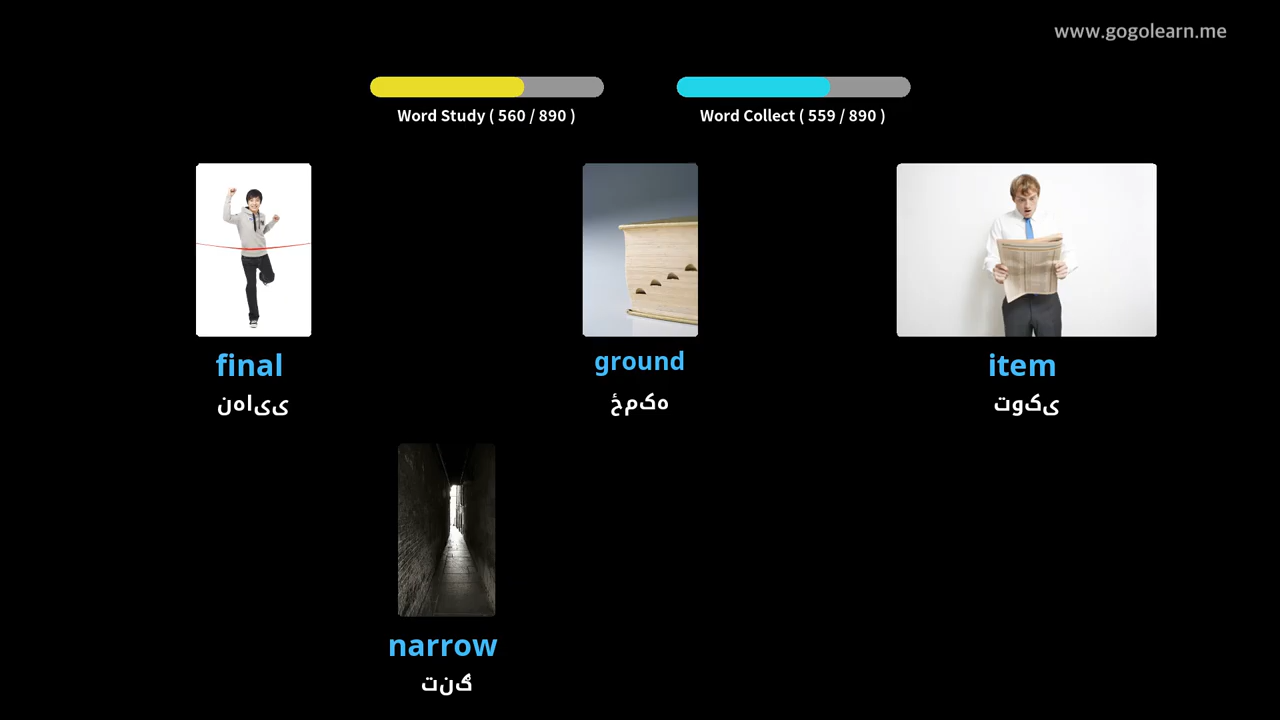 www.gogolearn.me
Word Study ( 560 / 890 )
Word Collect ( 559 / 890 )
final
نهایی
ground
ځمکه
item
توکی
narrow
تنګ